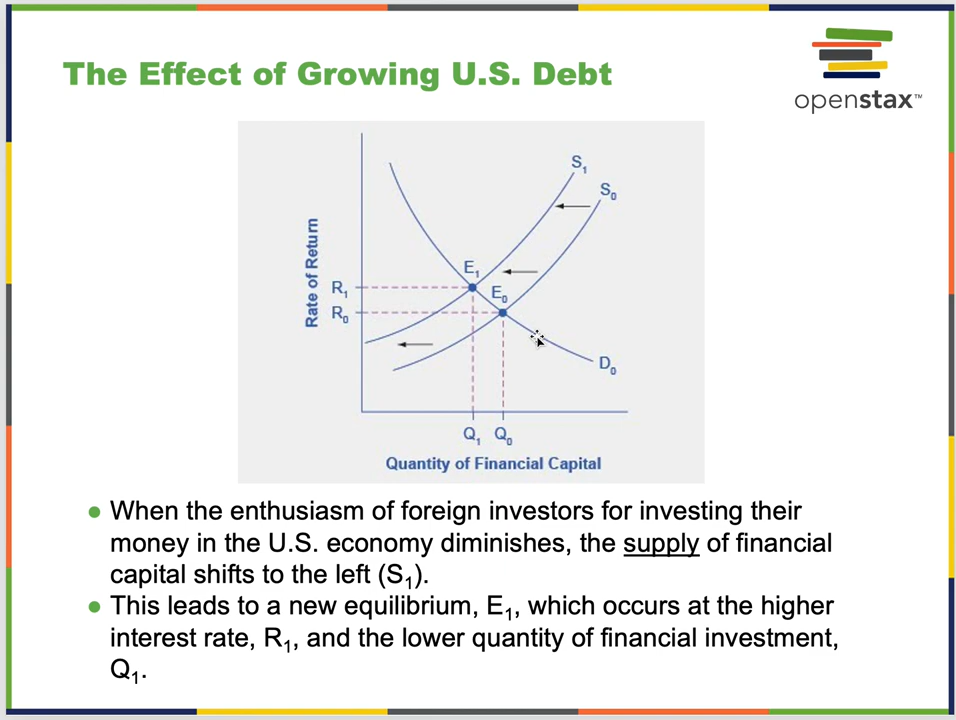 The Effect of Growing U.S. Debt
openstax™
S₁
S₀
E₁
E₀
R₁
R₀
Rate of Return
D₀
Q₁ Q₀
Quantity of Financial Capital
● When the enthusiasm of foreign investors for investing their
money in the U.S. economy diminishes, the supply of financial
capital shifts to the left (S₁).
● This leads to a new equilibrium, E₁, which occurs at the higher
interest rate, R₁, and the lower quantity of financial investment,
Q₁.